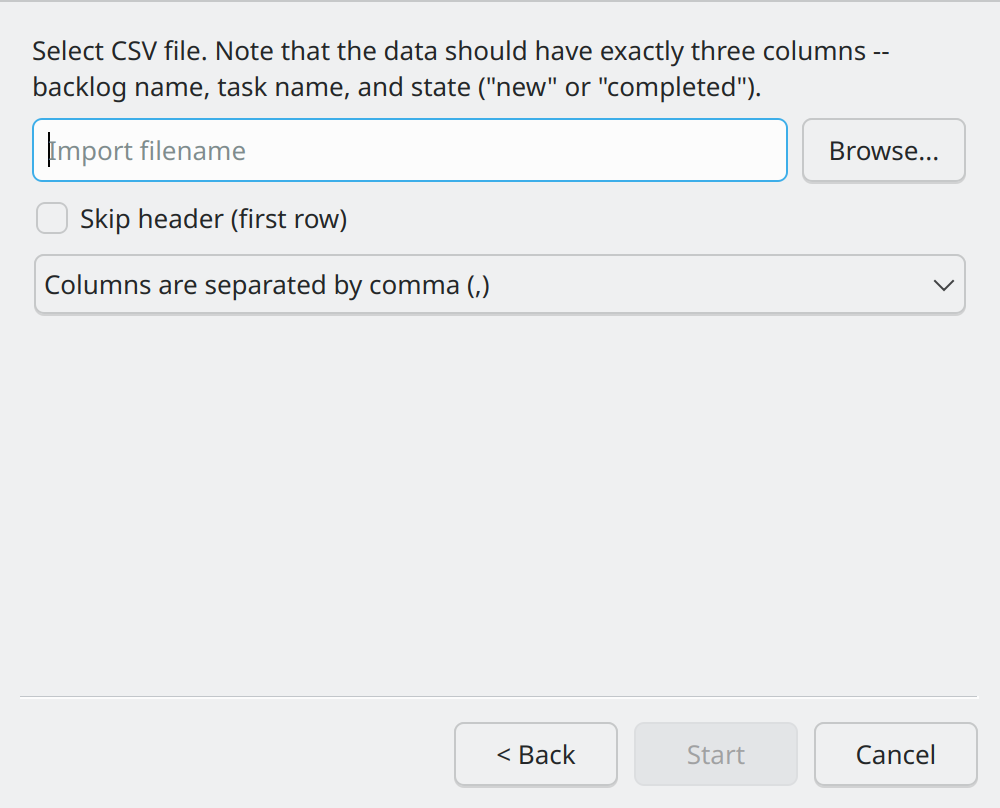 Select CSV file. Note that the data should have exactly three columns --
backlog name, task name, and state ("new" or "completed").
Import filename
Browse...
Skip header (first row)
Columns are separated by comma (,)
< Back
Start
Cancel